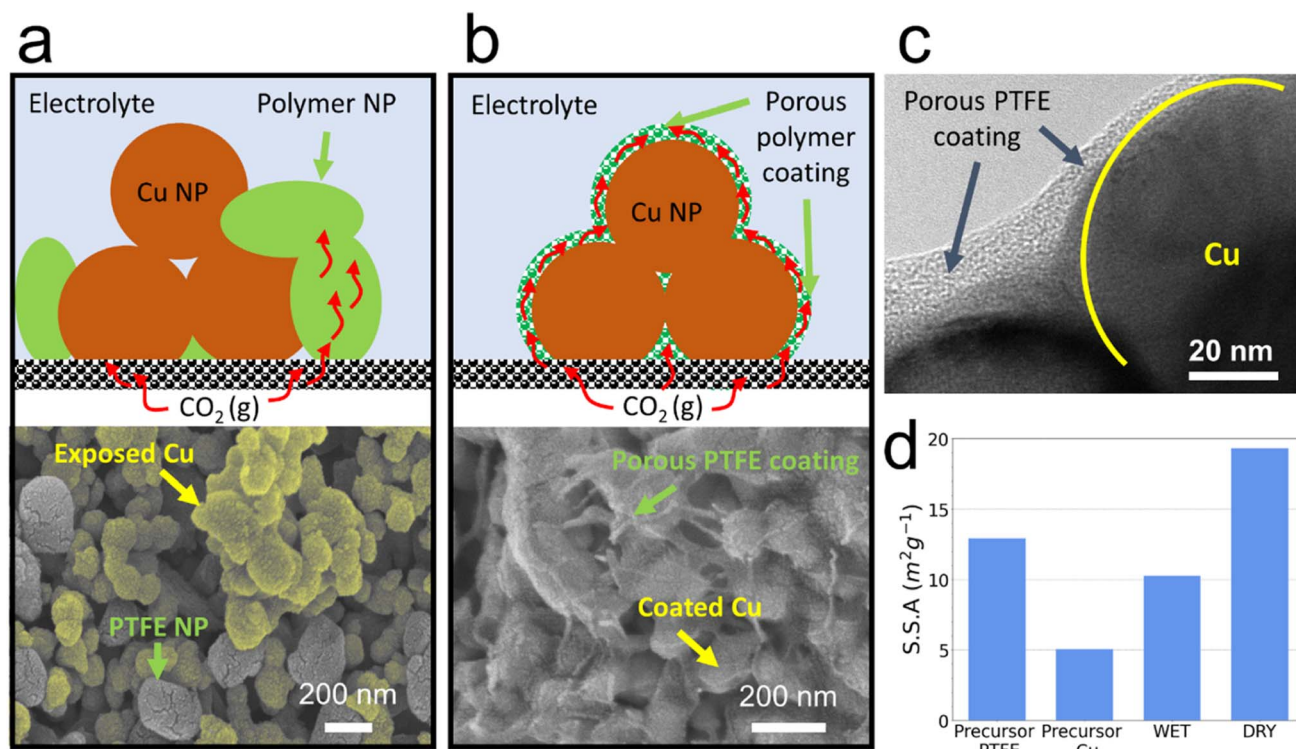 a
Electrolyte
Polymer NP
Cu NP
CO2 (g)
Exposed Cu
PTFE NP
200 nm
b
Electrolyte
Porous
polymer
coating
Cu NP
CO2 (g)
Porous PTFE coating
Coated Cu
200 nm
c
Porous PTFE
coating
Cu
20 nm
d
S.S.A (m²g⁻¹)
20
15
10
5
0
Precursor
PTFE
Precursor
Cu
WET
DRY